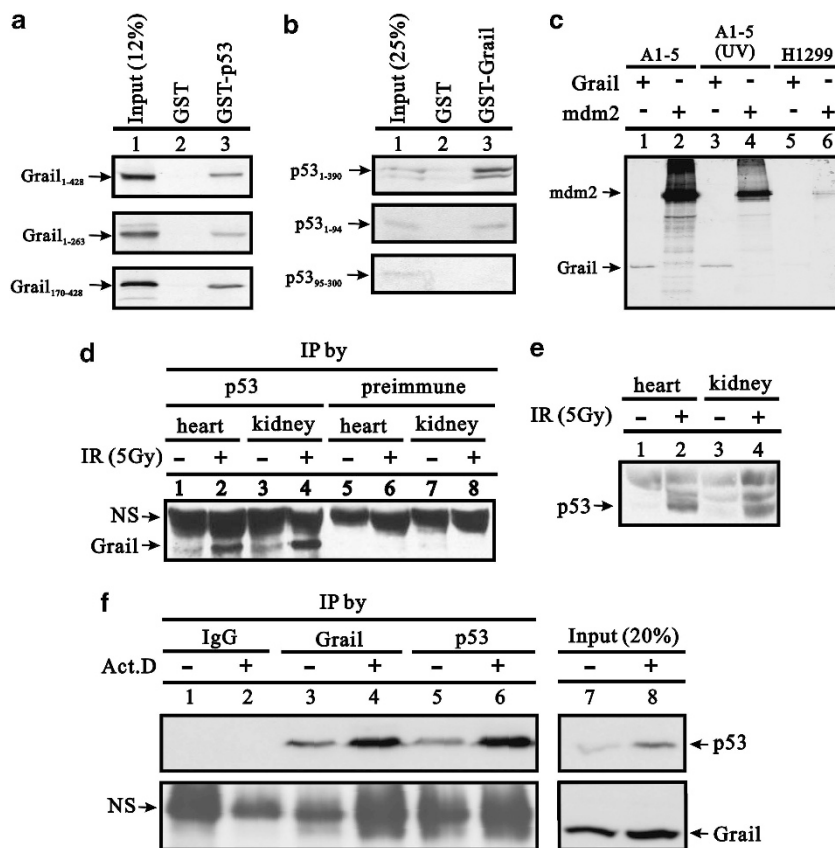 a
Input (12%)
GST
GST-p53
1 2 3
Grail1-428
Grail1-263
Grail170-428
b
Input (25%)
GST
GST-Grail
1 2 3
p531-390
p531-94
p5395-300
c
A1-5 A1-5 (UV) H1299
Grail + - + - + -
mdm2 - + - + - +
1 2 3 4 5 6
mdm2
Grail
d
IP by
p53 preimmune
heart kidney heart kidney
IR (5Gy) - + - + - + - +
1 2 3 4 5 6 7 8
NS
Grail
e
heart kidney
IR (5Gy) - + - +
1 2 3 4
p53
f
IP by
IgG Grail p53 Input (20%)
Act.D - + - + - + - +
1 2 3 4 5 6 7 8
p53
NS
Grail